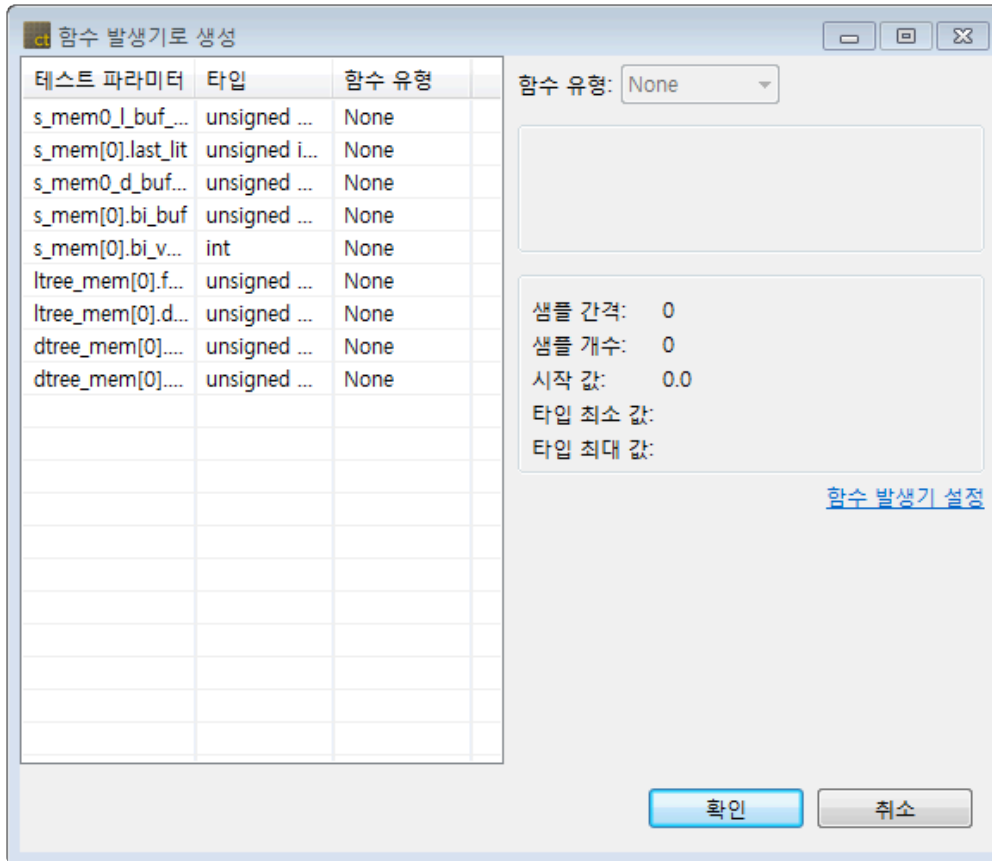 ct 함수 발생기로 생성
테스트 파라미터 타입 함수 유형
s_mem0_l_buf_... unsigned ... None
s_mem[0].last_lit unsigned i... None
s_mem0_d_buf... unsigned ... None
s_mem[0].bi_buf unsigned ... None
s_mem[0].bi_v... int None
ltree_mem[0].f... unsigned ... None
ltree_mem[0].d... unsigned ... None
dtree_mem[0].... unsigned ... None
dtree_mem[0].... unsigned ... None
함수 유형: None
샘플 간격: 0
샘플 개수: 0
시작 값: 0.0
타입 최소 값:
타입 최대 값:
함수 발생기 설정
확인 취소